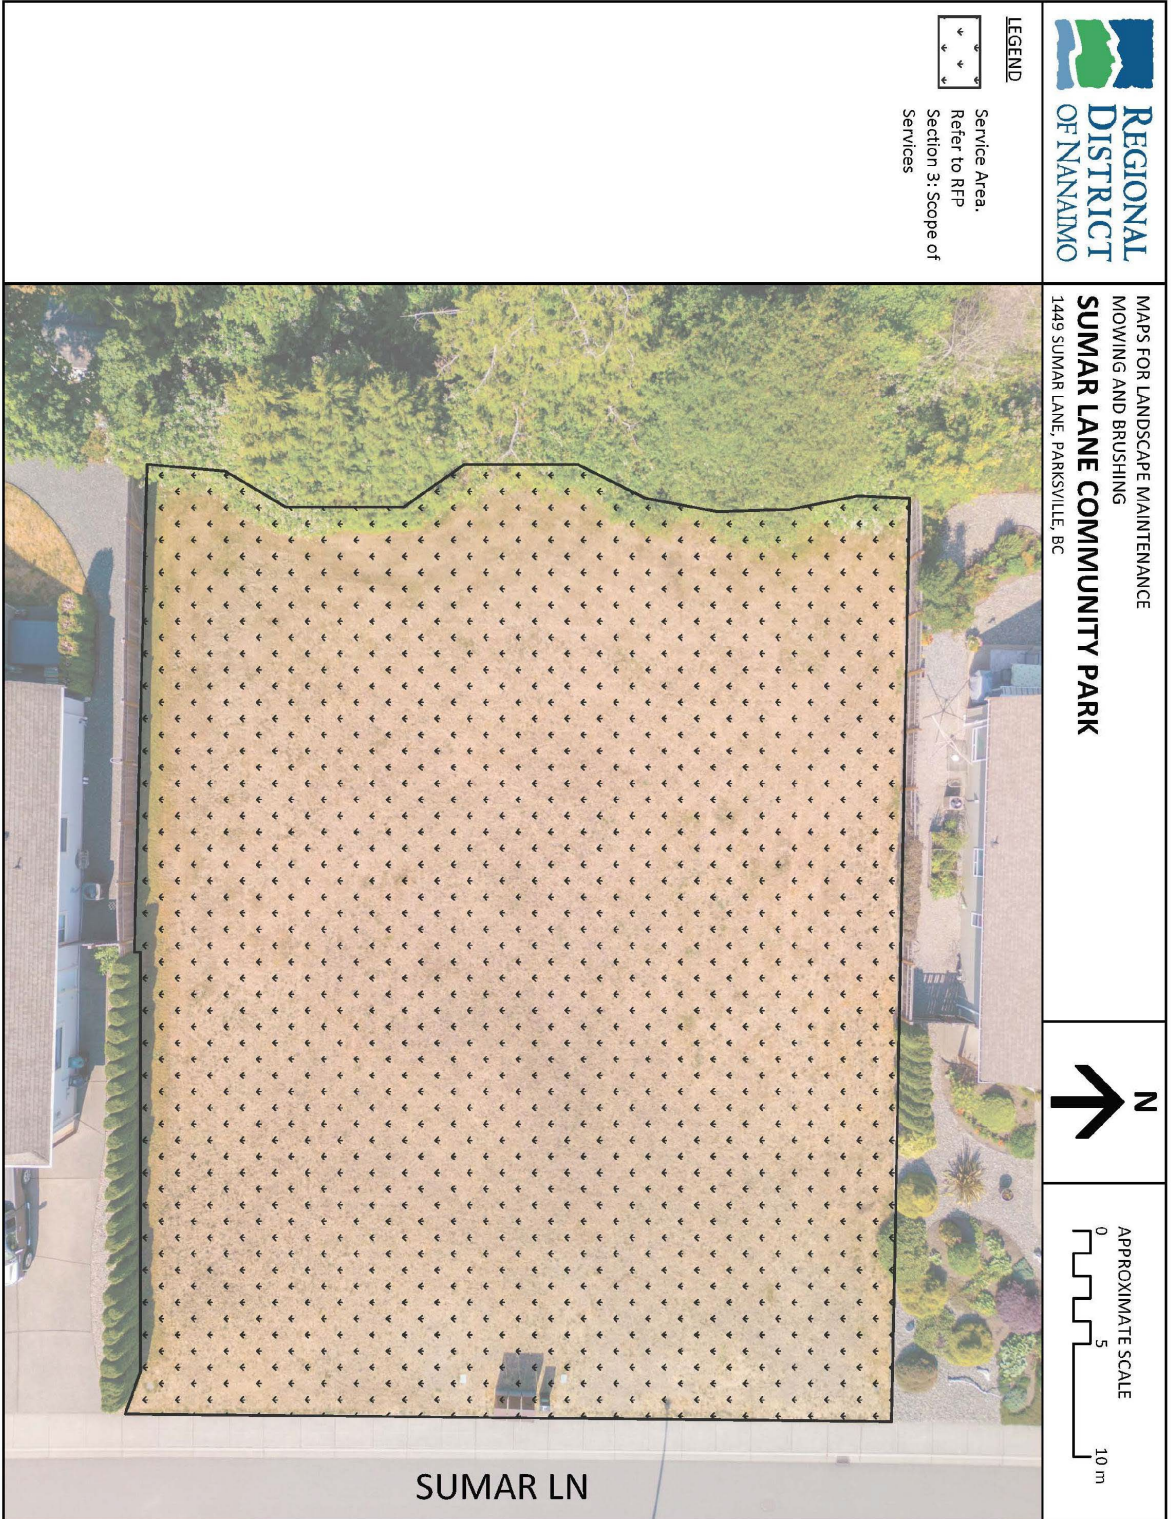 REGIONAL
DISTRICT
OF NANAIMO
MAPS FOR LANDSCAPE MAINTENANCE
MOWING AND BRUSHING
SUMAR LANE COMMUNITY PARK
1449 SUMAR LANE, PARKSVILLE, BC
N
APPROXIMATE SCALE
0 5 10 m
LEGEND
Service Area.
Refer to RFP
Section 3: Scope of
Services
SUMAR LN